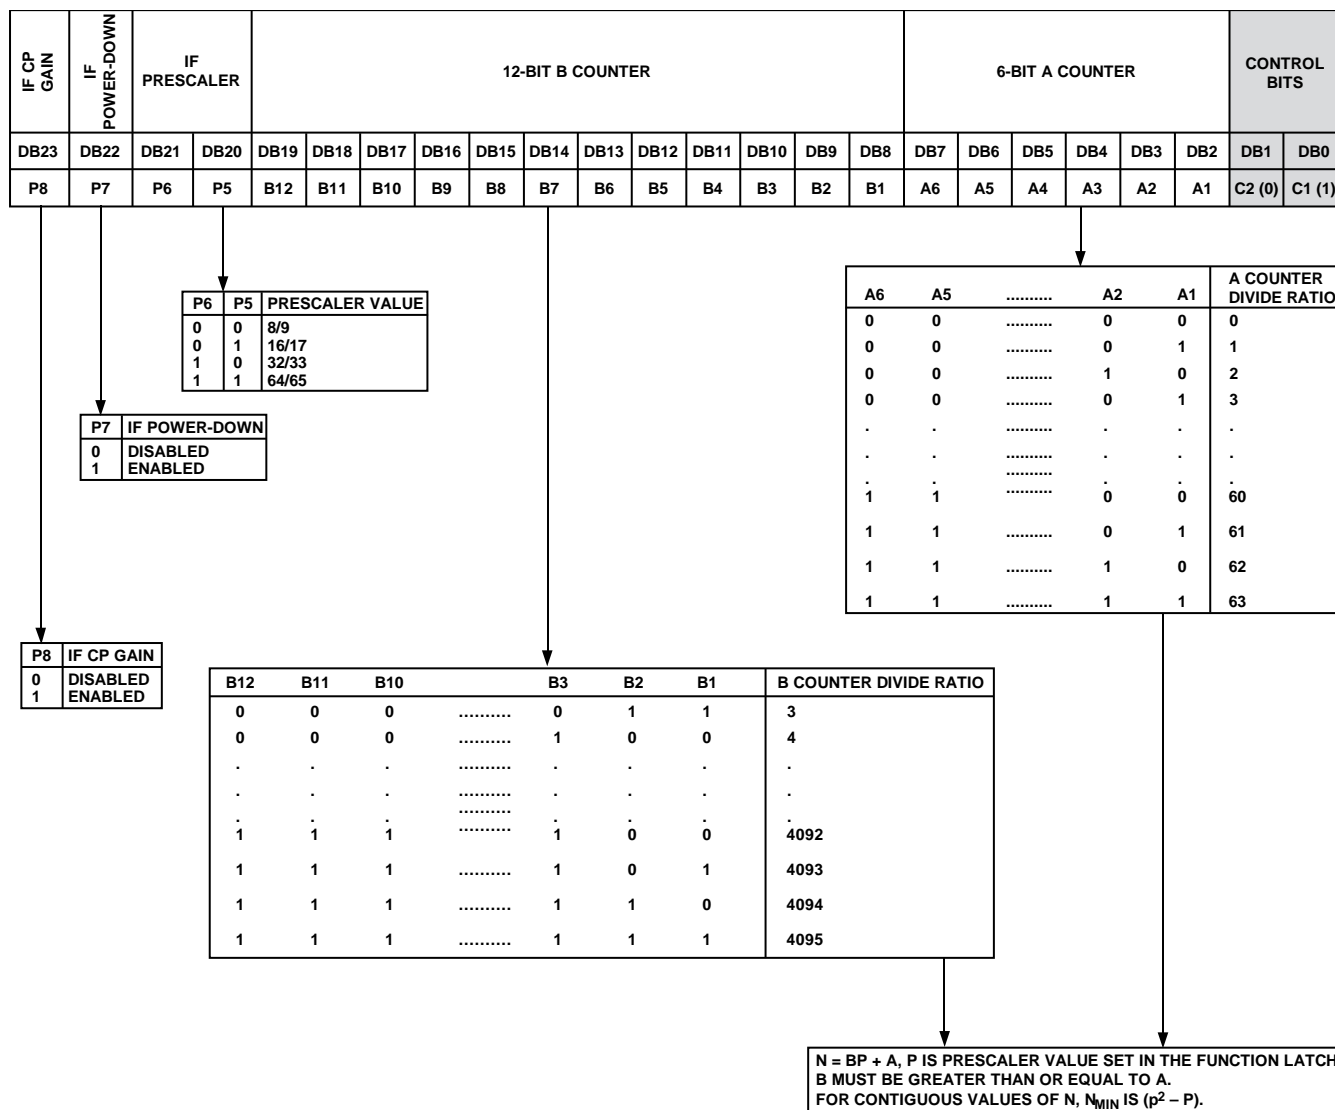 IF CP GAIN IF POWER-DOWN IF PRESCALER 12-BIT B COUNTER 6-BIT A COUNTER CONTROL BITS
DB23 DB22 DB21 DB20 DB19 DB18 DB17 DB16 DB15 DB14 DB13 DB12 DB11 DB10 DB9 DB8 DB7 DB6 DB5 DB4 DB3 DB2 DB1 DB0
P8 P7 P6 P5 B12 B11 B10 B9 B8 B7 B6 B5 B4 B3 B2 B1 A6 A5 A4 A3 A2 A1 C2 (0) C1 (1)
P6 P5 PRESCALER VALUE
0 0 8/9
0 1 16/17
1 0 32/33
1 1 64/65
P7 IF POWER-DOWN
0 DISABLED
1 ENABLED
P8 IF CP GAIN
0 DISABLED
1 ENABLED
A6 A5 .......... A2 A1 A COUNTER DIVIDE RATIO
0 0 .......... 0 0 0
0 0 .......... 0 1 1
0 0 .......... 1 0 2
0 0 .......... 0 1 3
. . .......... . . .
. . .......... . . .
. . .......... . . .
1 1 .......... 0 0 60
1 1 .......... 0 1 61
1 1 .......... 1 0 62
1 1 .......... 1 1 63
B12 B11 B10 B3 B2 B1 B COUNTER DIVIDE RATIO
0 0 0 .......... 0 1 1 3
0 0 0 .......... 1 0 0 4
. . . .......... . . . .
. . . .......... . . . .
. . . .......... . . . .
1 1 1 .......... 1 0 0 4092
1 1 1 .......... 1 0 1 4093
1 1 1 .......... 1 1 0 4094
1 1 1 .......... 1 1 1 4095
N = BP + A, P IS PRESCALER VALUE SET IN THE FUNCTION LATCH
B MUST BE GREATER THAN OR EQUAL TO A.
FOR CONTIGUOUS VALUES OF N, NMIN IS (p² – P).